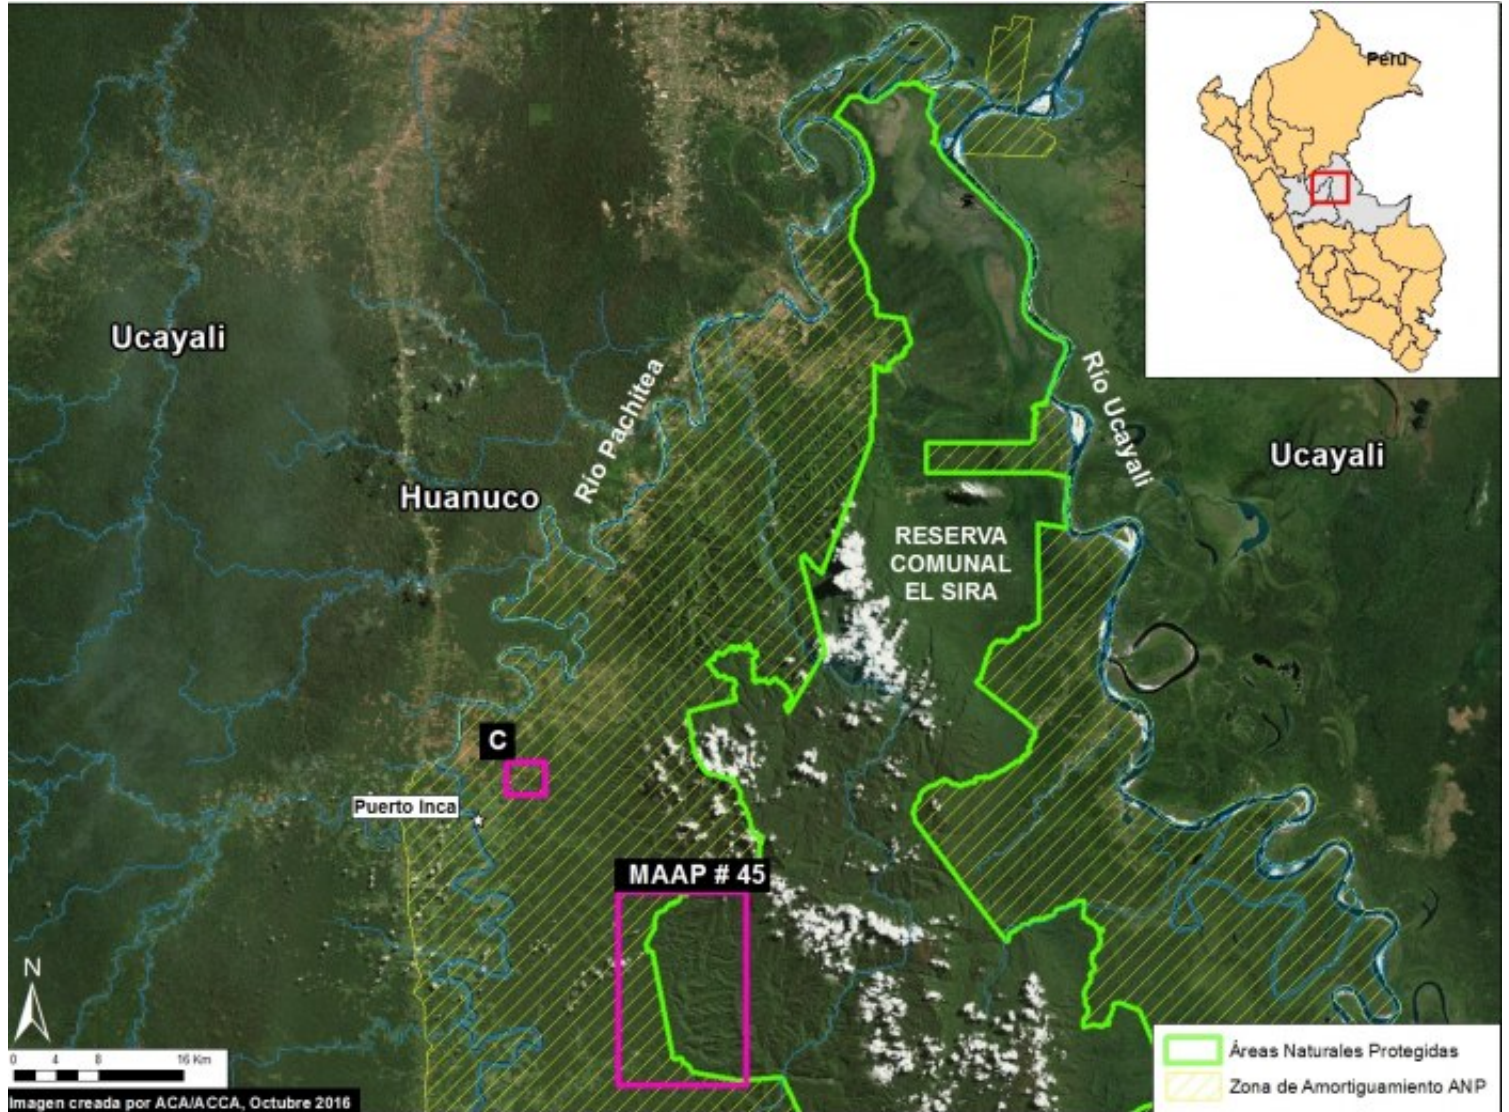 Perú
Ucayali
Río Pachitea
Río Ucayali
Ucayali
Huanuco
RESERVA
COMUNAL
EL SIRA
C
Puerto Inca
MAAP # 45
N
0 4 8 16 Km
Áreas Naturales Protegidas
Zona de Amortiguamiento ANP
Imagen creada por ACA/ACCA, Octubre 2016